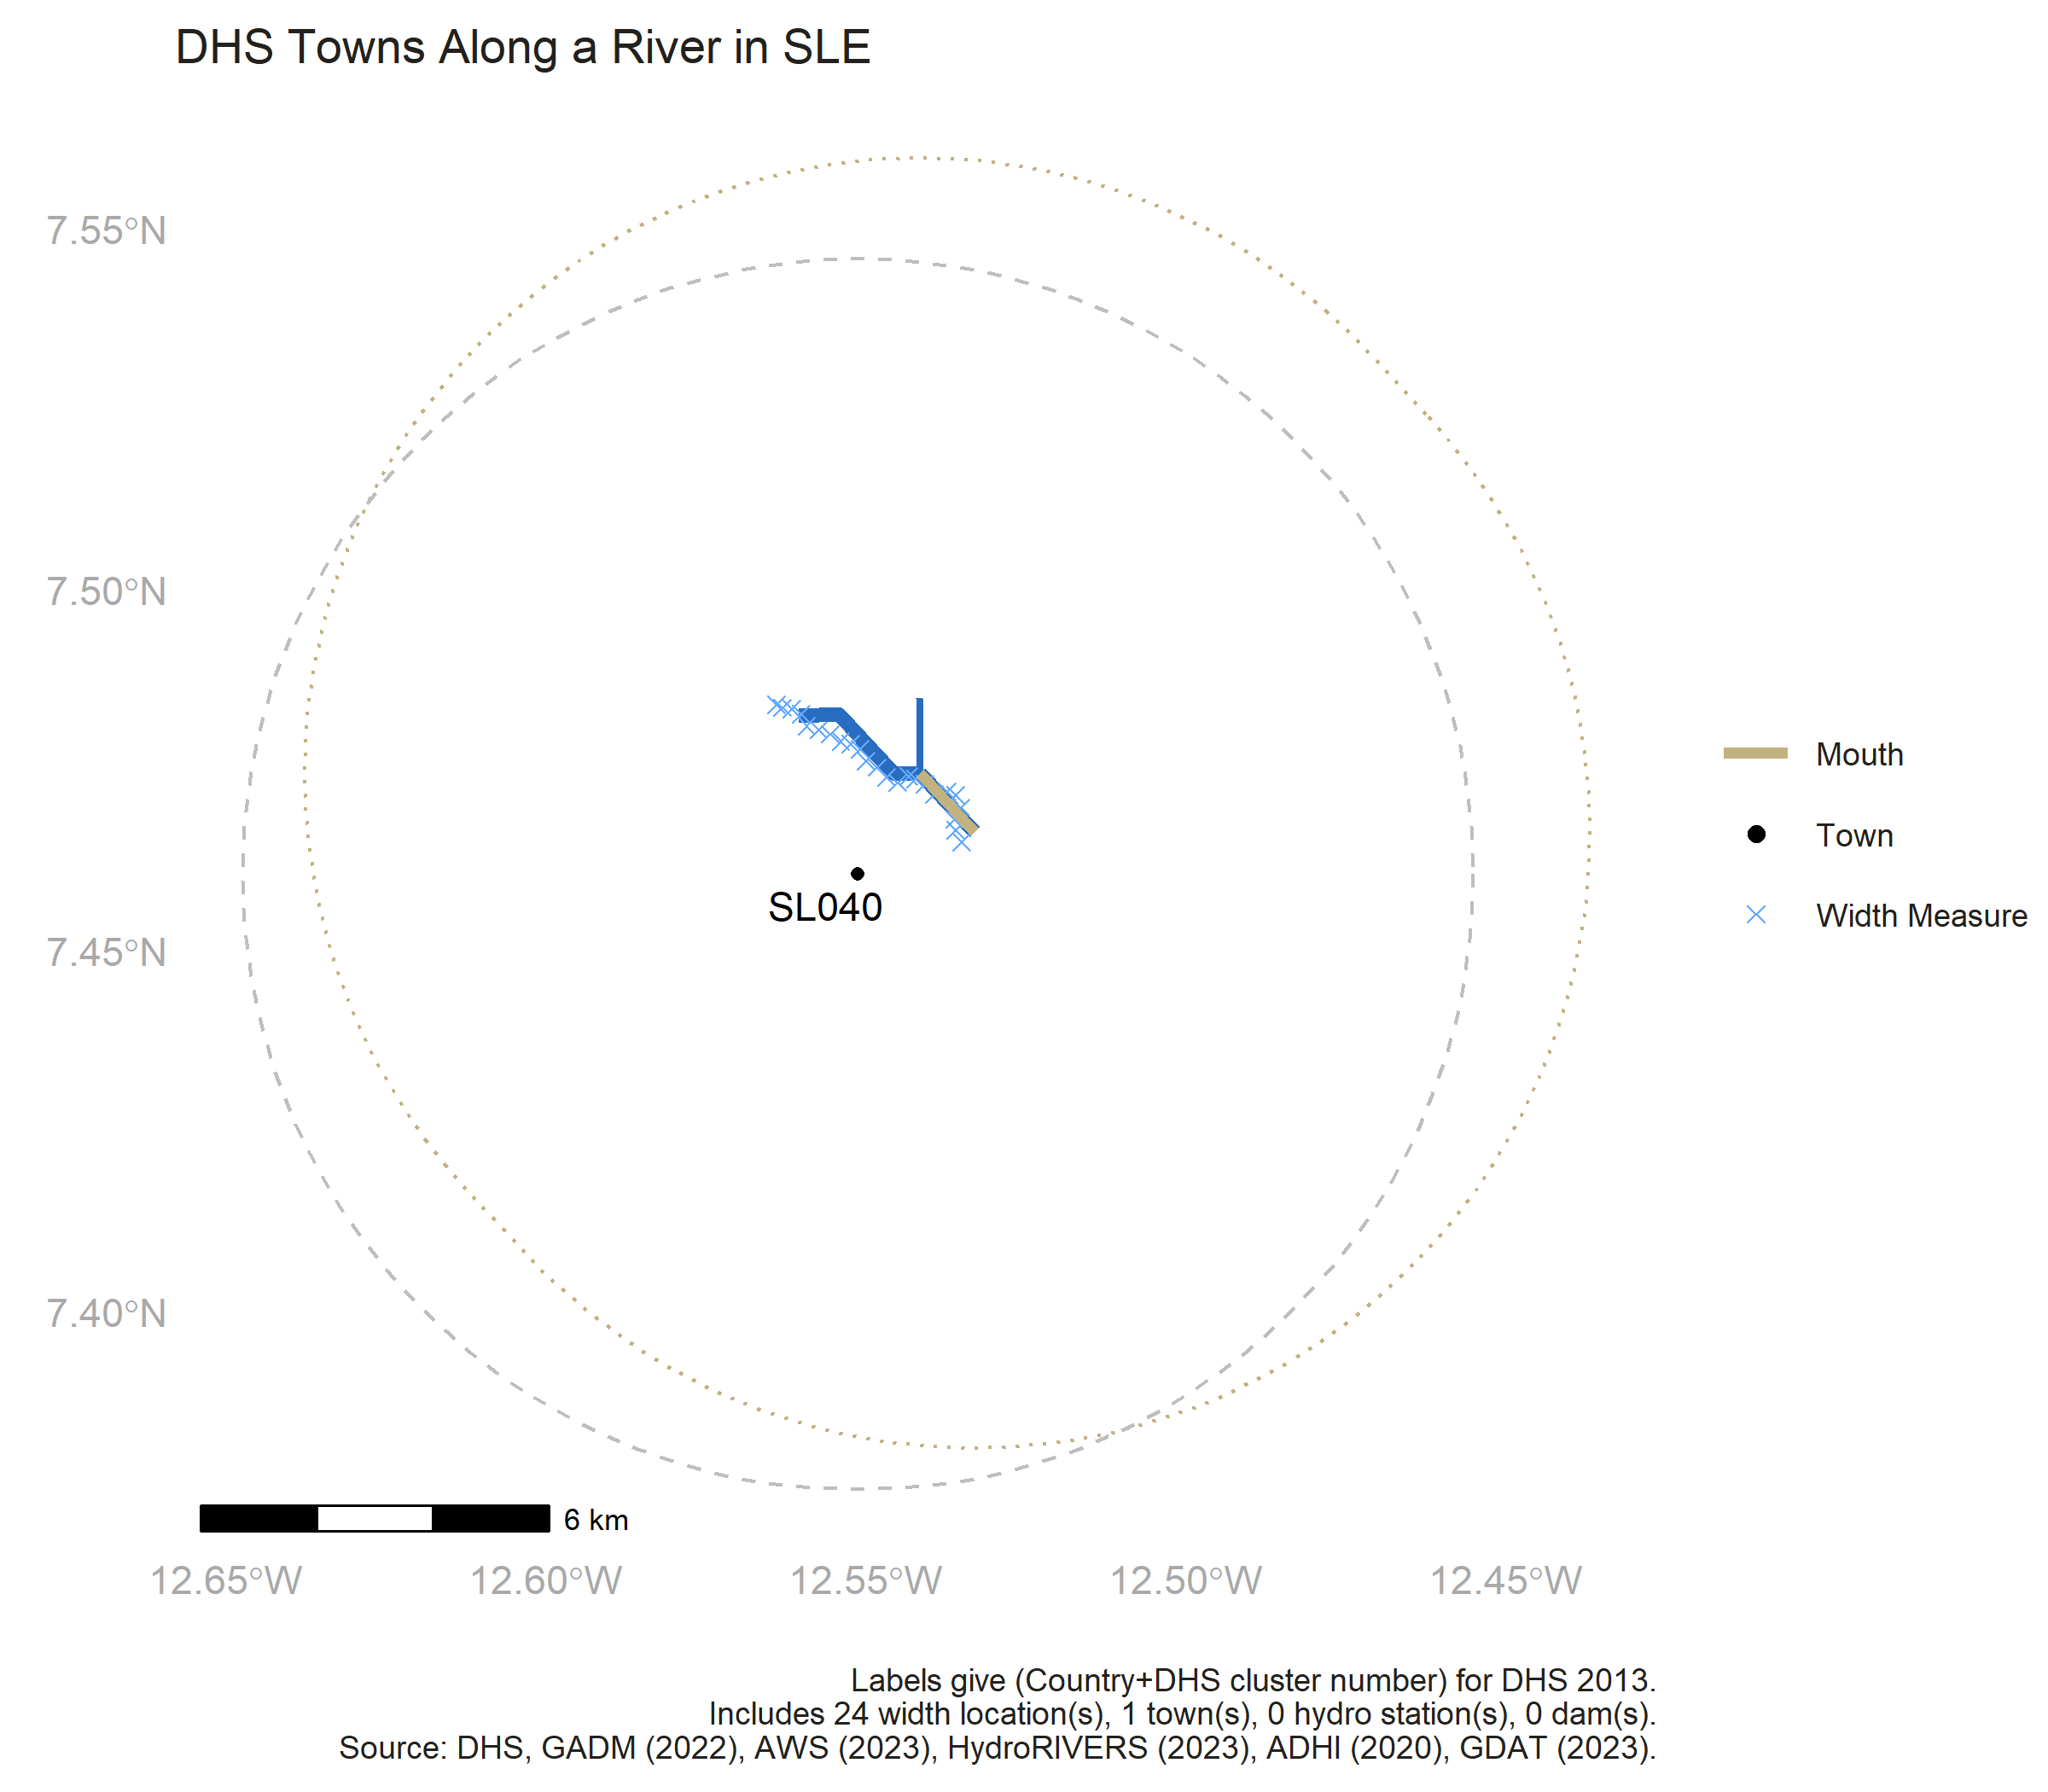 DHS Towns Along a River in SLE
7.55°N
7.50°N
7.45°N
7.40°N
SL040
Mouth
Town
Width Measure
6 km
12.65°W
12.60°W
12.55°W
12.50°W
12.45°W
Labels give (Country+DHS cluster number) for DHS 2013.
Includes 24 width location(s), 1 town(s), 0 hydro station(s), 0 dam(s).
Source: DHS, GADM (2022), AWS (2023), HydroRIVERS (2023), ADHI (2020), GDAT (2023).